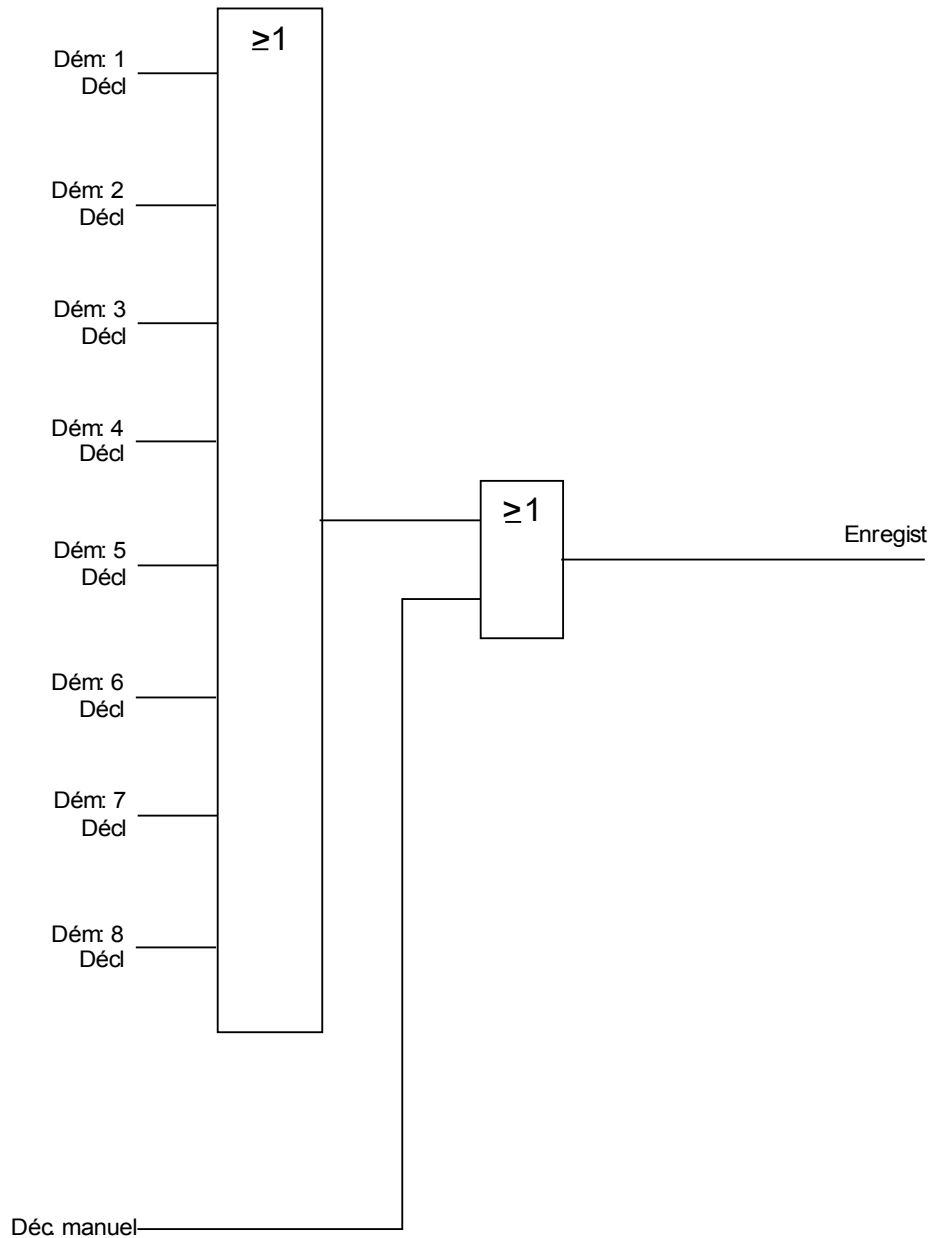 ≥1
Dém: 1
Décl
Dém: 2
Décl
Dém: 3
Décl
Dém: 4
Décl
≥1
Enregist
Dém: 5
Décl
Dém: 6
Décl
Dém: 7
Décl
Dém: 8
Décl
Déc. manuel